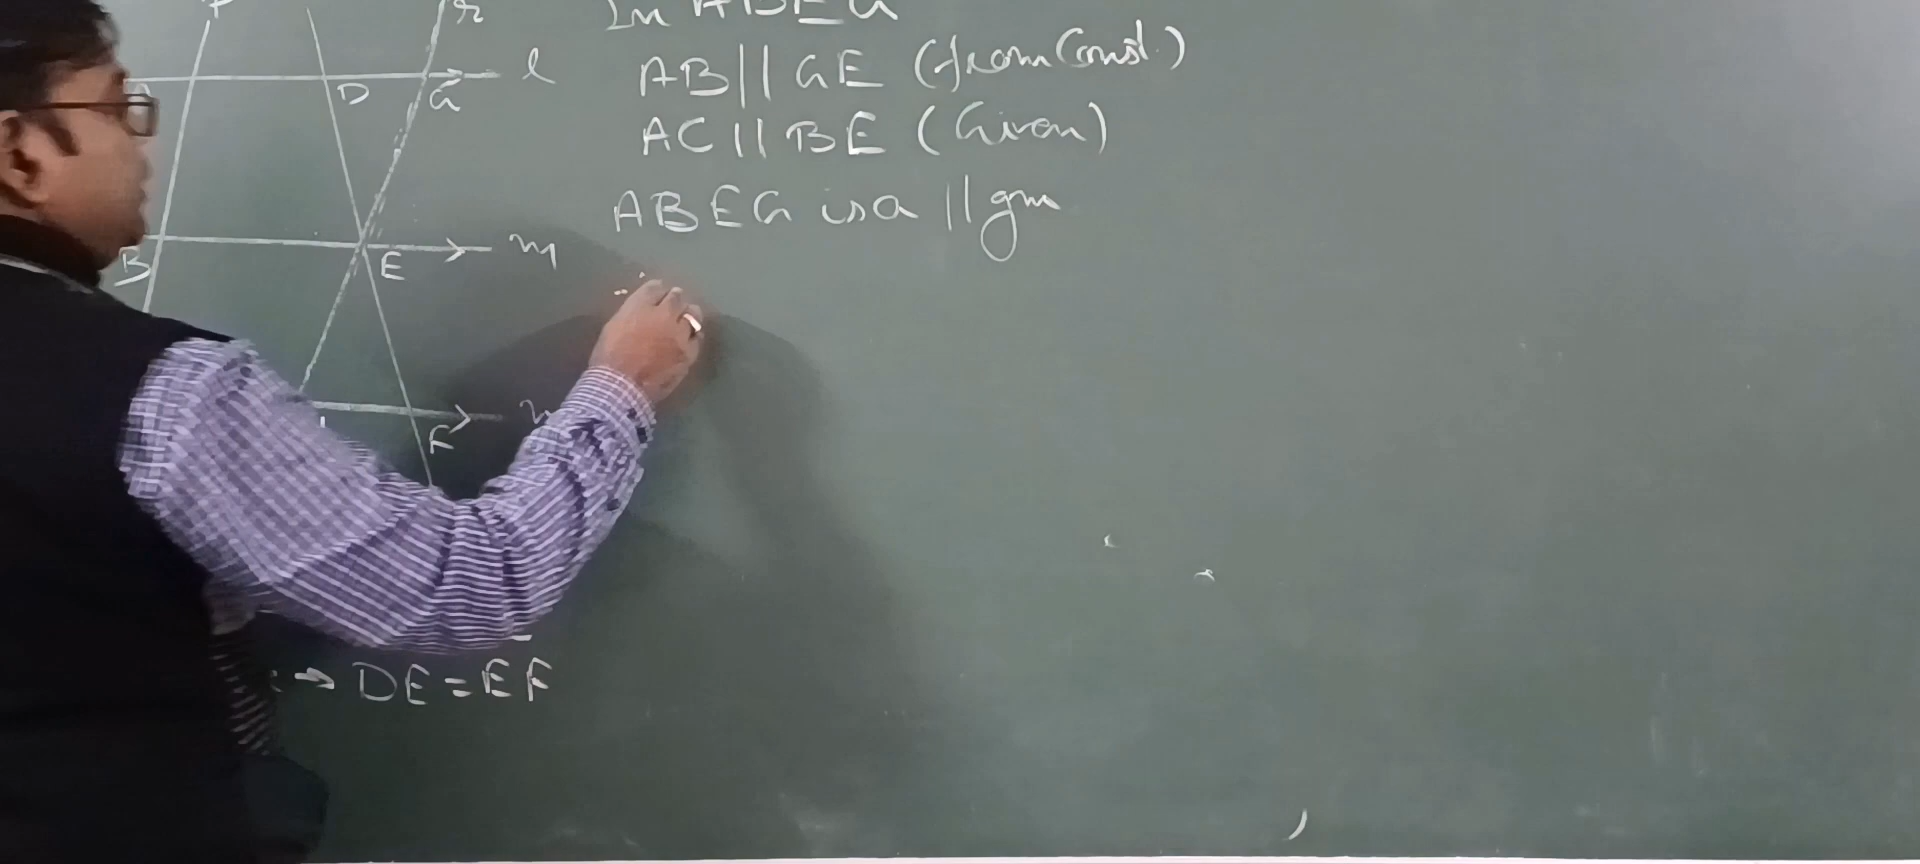 r
In ABEG
l
AB||GE (from Const.)
A
D
G
AC||BE (Given)
ABEG is a ||gm
m
B
E
n
F
DE = EF